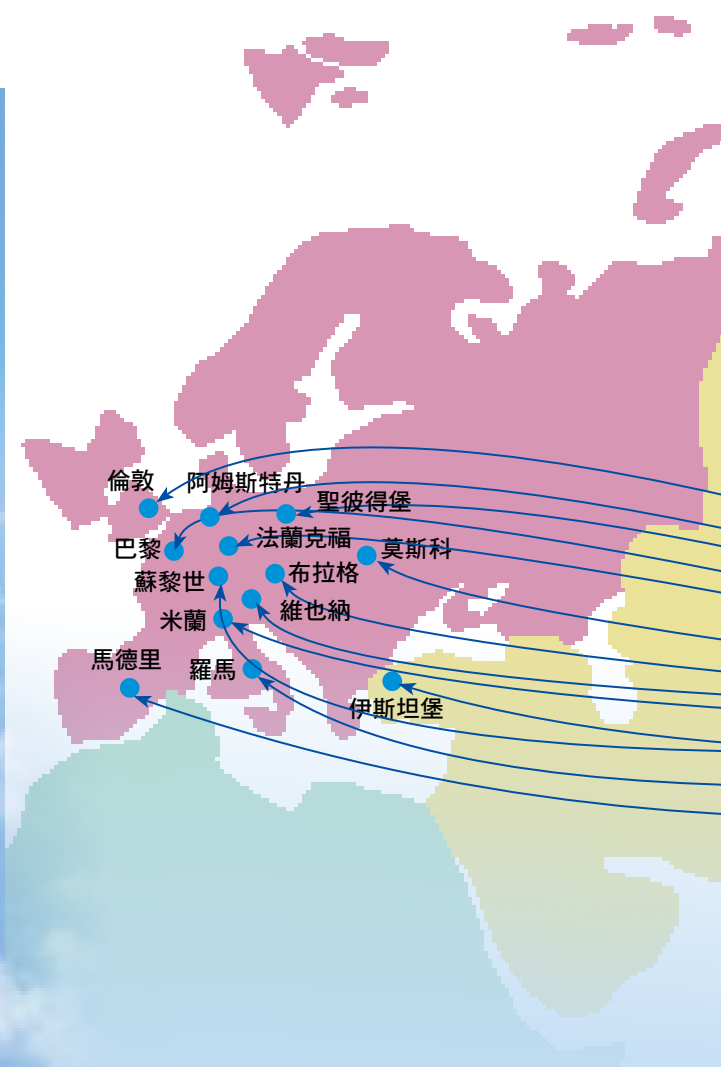 倫敦
阿姆斯特丹
聖彼得堡
法蘭克福
巴黎
莫斯科
布拉格
蘇黎世
維也納
米蘭
馬德里
羅馬
伊斯坦堡